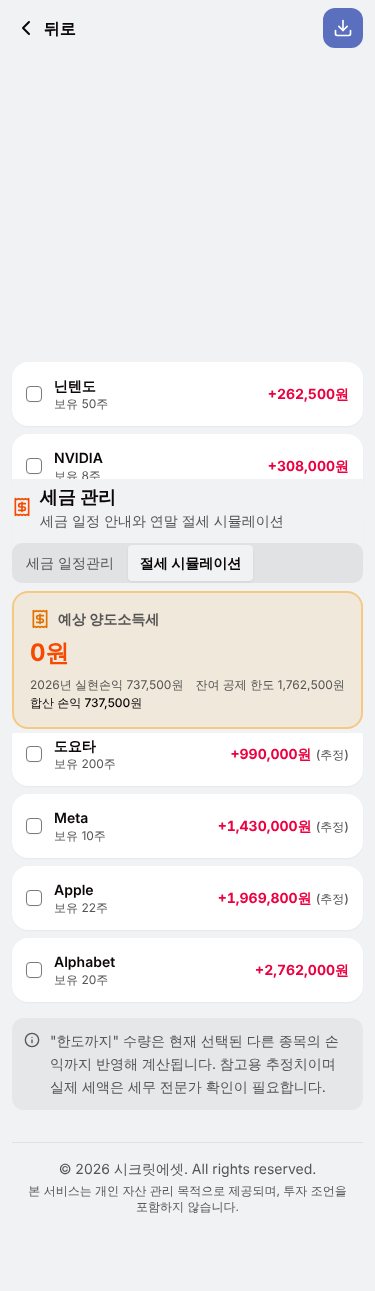 뒤로
닌텐도
보유 50주
+262,500원
NVIDIA
보유 8주
+308,000원
세금 관리
세금 일정 안내와 연말 절세 시뮬레이션
세금 일정관리
절세 시뮬레이션
예상 양도소득세
0원
2026년 실현손익 737,500원 잔여 공제 한도 1,762,500원
합산 손익 737,500원
도요타
보유 200주
+990,000원 (추정)
Meta
보유 10주
+1,430,000원 (추정)
Apple
보유 22주
+1,969,800원 (추정)
Alphabet
보유 20주
+2,762,000원
"한도까지" 수량은 현재 선택된 다른 종목의 손
익까지 반영해 계산됩니다. 참고용 추정치이며
실제 세액은 세무 전문가 확인이 필요합니다.
© 2026 시크릿에셋. All rights reserved.
본 서비스는 개인 자산 관리 목적으로 제공되며, 투자 조언을
포함하지 않습니다.